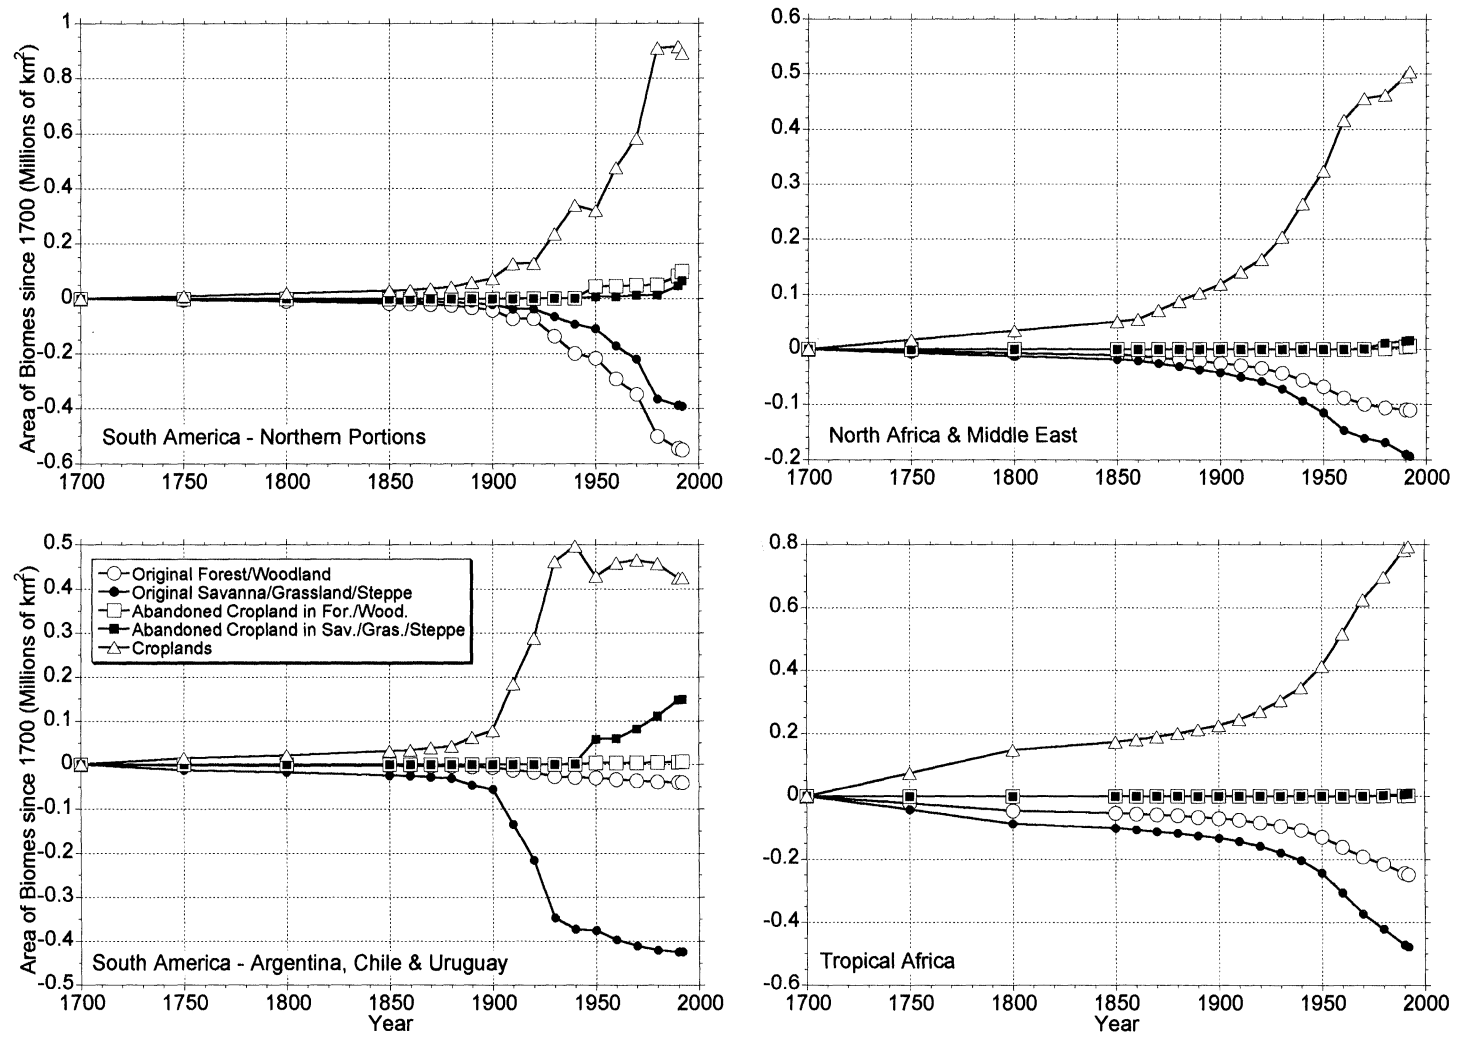 Area of Biomes since 1700 (Millions of km²)
1
0.8
0.6
0.4
0.2
0
-0.2
-0.4
-0.6
South America - Northern Portions
1700 1750 1800 1850 1900 1950 2000
0.6
0.5
0.4
0.3
0.2
0.1
0
-0.1
-0.2
North Africa & Middle East
1700 1750 1800 1850 1900 1950 2000
Area of Biomes since 1700 (Millions of km²)
0.5
0.4
0.3
0.2
0.1
0
-0.1
-0.2
-0.3
-0.4
-0.5
Original Forest/Woodland
Original Savanna/Grassland/Steppe
Abandoned Cropland in For./Wood.
Abandoned Cropland in Sav./Gras./Steppe
Croplands
South America - Argentina, Chile & Uruguay
1700 1750 1800 1850 1900 1950 2000
Year
0.8
0.6
0.4
0.2
0
-0.2
-0.4
-0.6
Tropical Africa
1700 1750 1800 1850 1900 1950 2000
Year